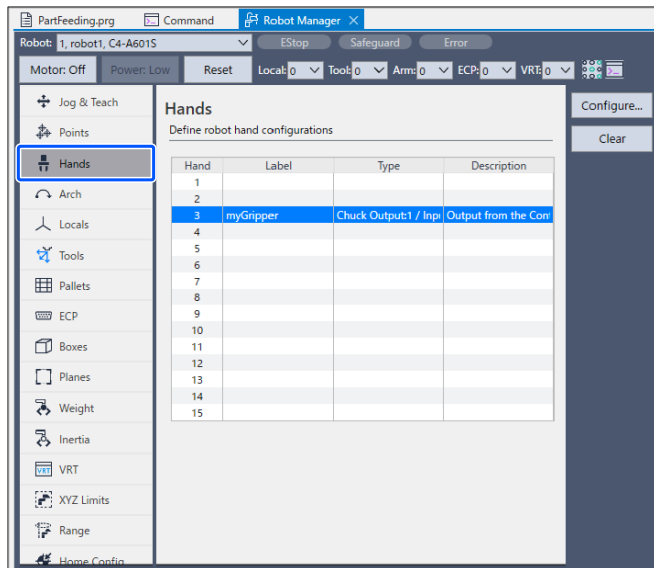 PartFeeding.prg Command Robot Manager
Robot: 1, robot1, C4-A601S EStop Safeguard Error
Motor: Off Power: Low Reset Local: 0 Tool: 0 Arm: 0 ECP: 0 VRT: 0
Jog & Teach
Points
Hands
Arch
Locals
Tools
Pallets
ECP
Boxes
Planes
Weight
Inertia
VRT VRT
XYZ Limits
Range
Home Config
Hands
Define robot hand configurations
Hand Label Type Description
1
2
3 myGripper Chuck Output:1 / Inp Output from the Con
4
5
6
7
8
9
10
11
12
13
14
15
Configure...
Clear